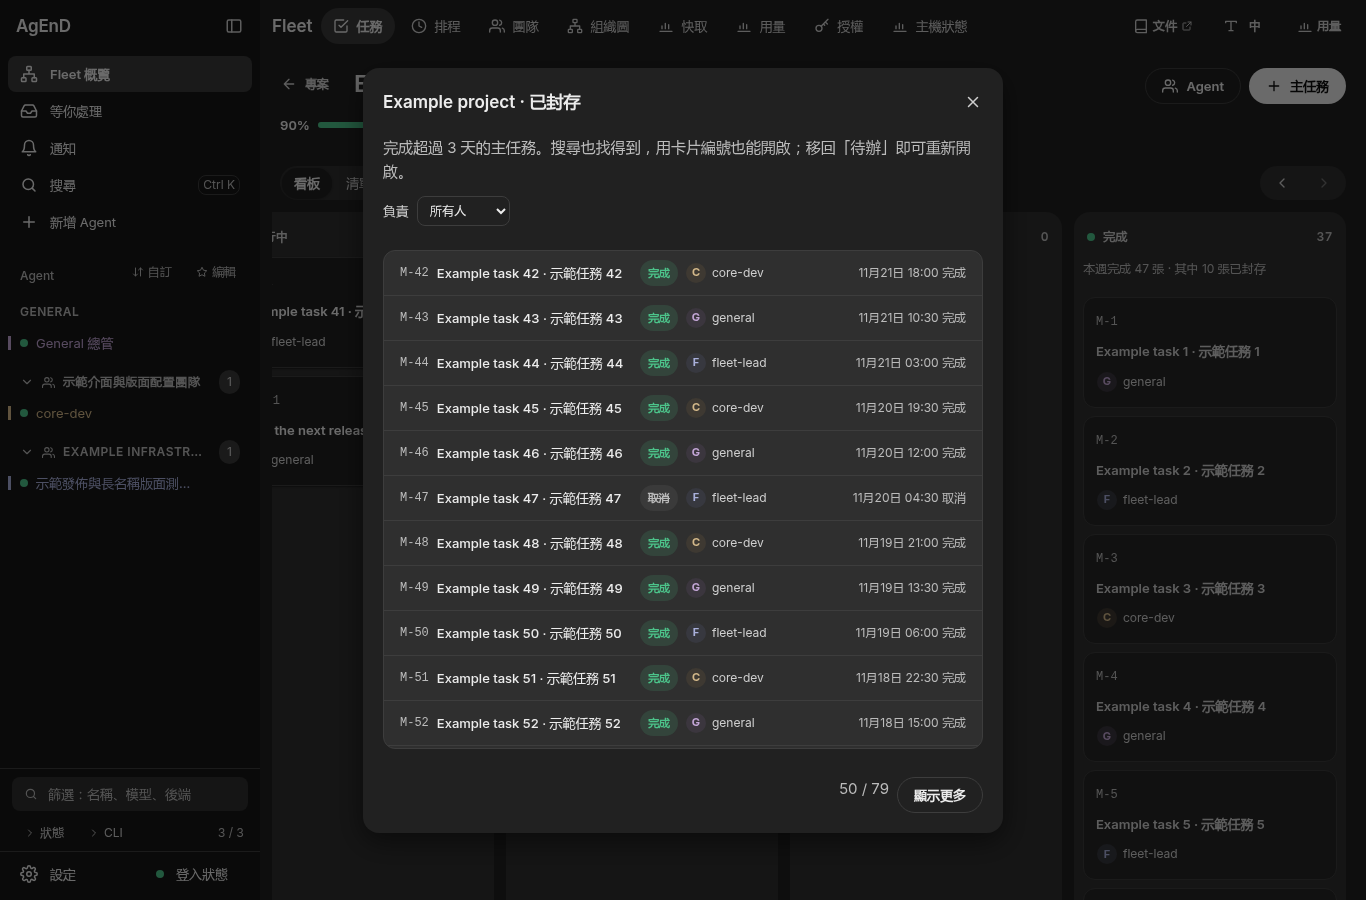 AgEnD
Fleet 概覽
等你處理
通知
搜尋
Ctrl K
新增 Agent
Agent
自訂
編輯
GENERAL
General 總管
示範介面與版面配置團隊
1
core-dev
EXAMPLE INFRASTR...
1
示範發佈與長名稱版面測...
篩選：名稱、模型、後端
狀態
CLI
3 / 3
設定
登入狀態
Fleet
任務
排程
團隊
組織圖
快取
用量
授權
主機狀態
文件
中
用量
專案
E
Agent
主任務
90%
看板
行中
mple task 41 ·
fleet-lead
1
the next releas
general
0
完成
37
本週完成 47 張 · 其中 10 張已封存
M-1
Example task 1 · 示範任務 1
G general
M-2
Example task 2 · 示範任務 2
F fleet-lead
M-3
Example task 3 · 示範任務 3
C core-dev
M-4
Example task 4 · 示範任務 4
G general
M-5
Example task 5 · 示範任務 5
F fleet-lead
Example project · 已封存
完成超過 3 天的主任務。搜尋也找得到，用卡片編號也能開啟；移回「待辦」即可重新開
啟。
負責
所有人
M-42 Example task 42 · 示範任務 42 完成 C core-dev 11月21日 18:00 完成
M-43 Example task 43 · 示範任務 43 完成 G general 11月21日 10:30 完成
M-44 Example task 44 · 示範任務 44 完成 F fleet-lead 11月21日 03:00 完成
M-45 Example task 45 · 示範任務 45 完成 C core-dev 11月20日 19:30 完成
M-46 Example task 46 · 示範任務 46 完成 G general 11月20日 12:00 完成
M-47 Example task 47 · 示範任務 47 取消 F fleet-lead 11月20日 04:30 取消
M-48 Example task 48 · 示範任務 48 完成 C core-dev 11月19日 21:00 完成
M-49 Example task 49 · 示範任務 49 完成 G general 11月19日 13:30 完成
M-50 Example task 50 · 示範任務 50 完成 F fleet-lead 11月19日 06:00 完成
M-51 Example task 51 · 示範任務 51 完成 C core-dev 11月18日 22:30 完成
M-52 Example task 52 · 示範任務 52 完成 G general 11月18日 15:00 完成
50 / 79
顯示更多